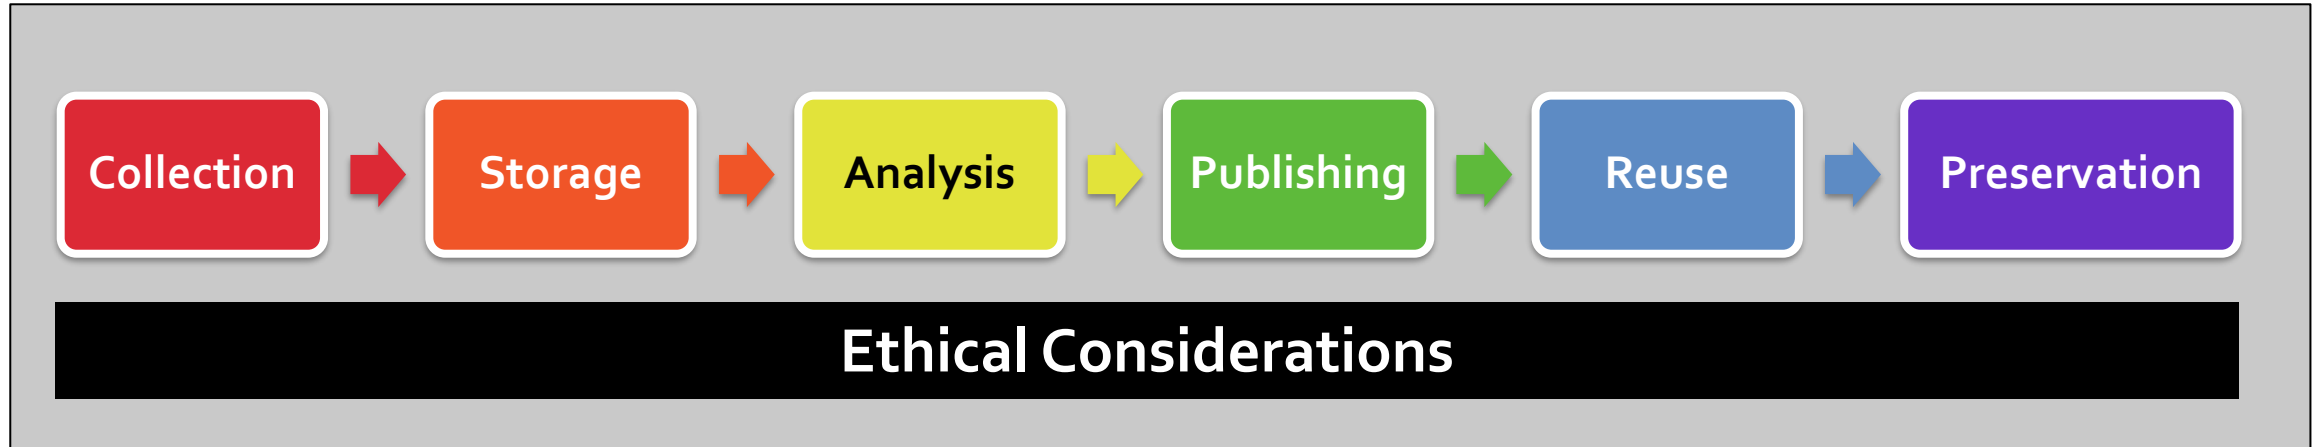 Collection
Storage
Analysis
Publishing
Reuse
Preservation
Ethical Considerations